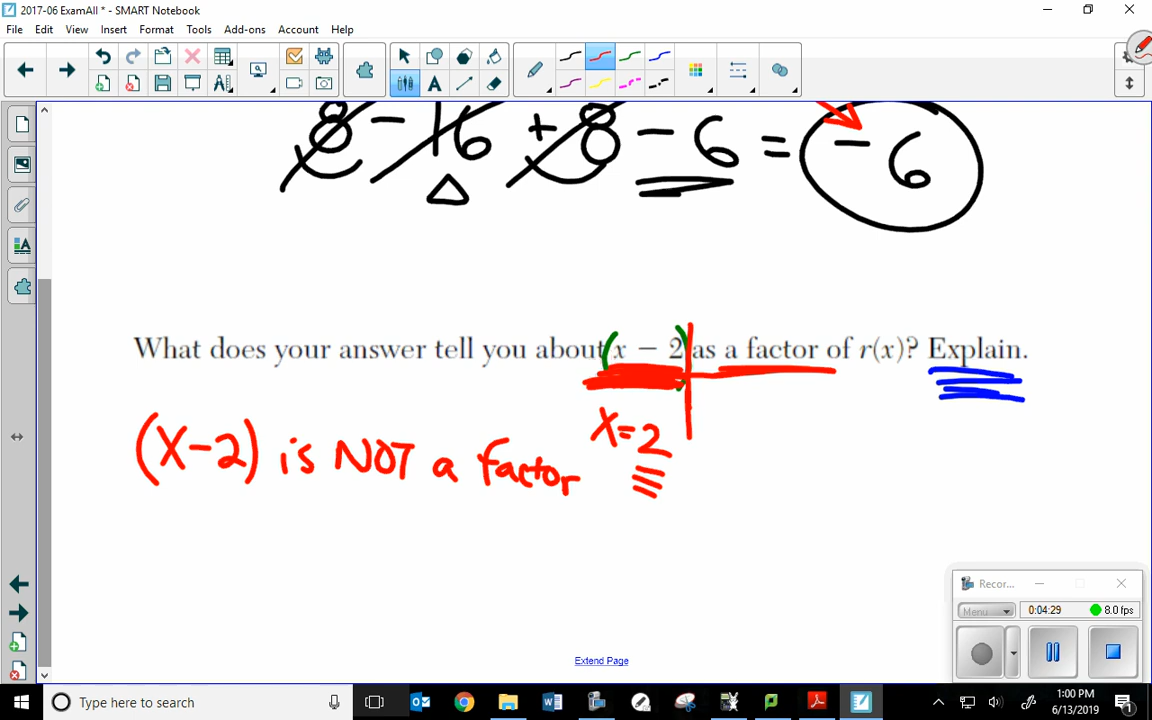 2017-06 ExamAll * - SMART Notebook
File Edit View Insert Format Tools Add-ons Account Help
8 - 16 + 8 - 6 = - 6
What does your answer tell you about (x − 2) as a factor of r(x)? Explain.
x=2
(x-2) is NOT a factor
Recor...
Menu 0:04:29 8.0 fps
Extend Page
Type here to search
1:00 PM
6/13/2019